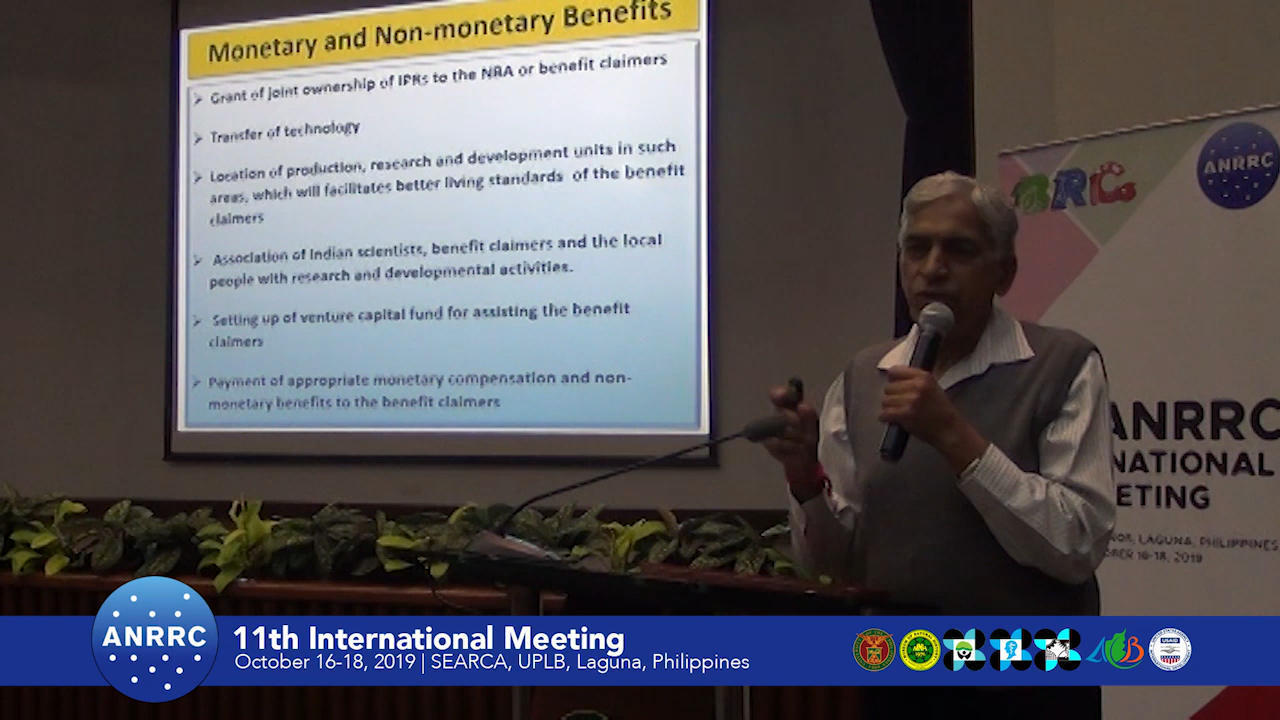 Monetary and Non-monetary Benefits
➢ Grant of joint ownership of IPRs to the NRA or benefit claimers
➢ Transfer of technology
➢ Location of production, research and development units in such
areas, which will facilitates better living standards of the benefit
claimers
➢ Association of Indian scientists, benefit claimers and the local
people with research and developmental activities.
➢ Setting up of venture capital fund for assisting the benefit
claimers
➢ Payment of appropriate monetary compensation and non-
monetary benefits to the benefit claimers
BRCs
ANRRC
ANRRC
NATIONAL
ETING
LAGUNA, PHILIPPINES
BER 16-18, 2019
ANRRC
11th International Meeting
October 16-18, 2019 | SEARCA, UPLB, Laguna, Philippines
USAID